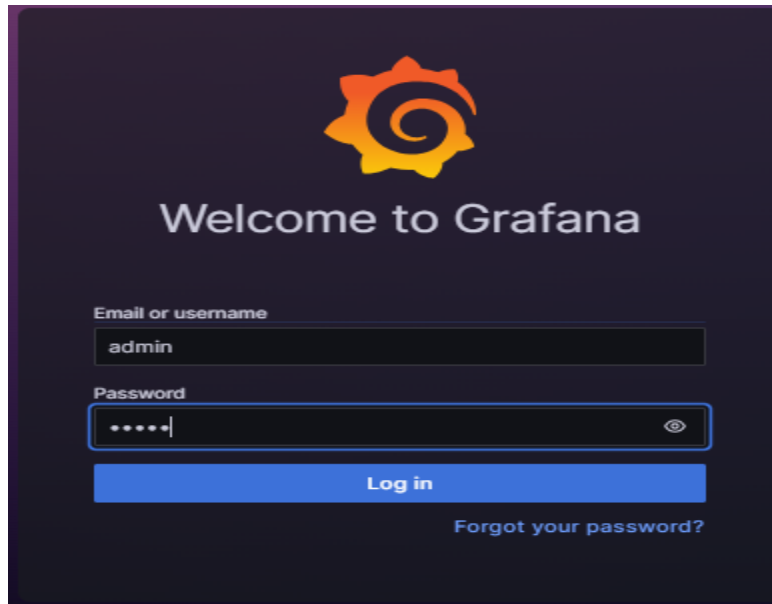 Welcome to Grafana
Email or username
admin
Password
•••••
Log in
Forgot your password?